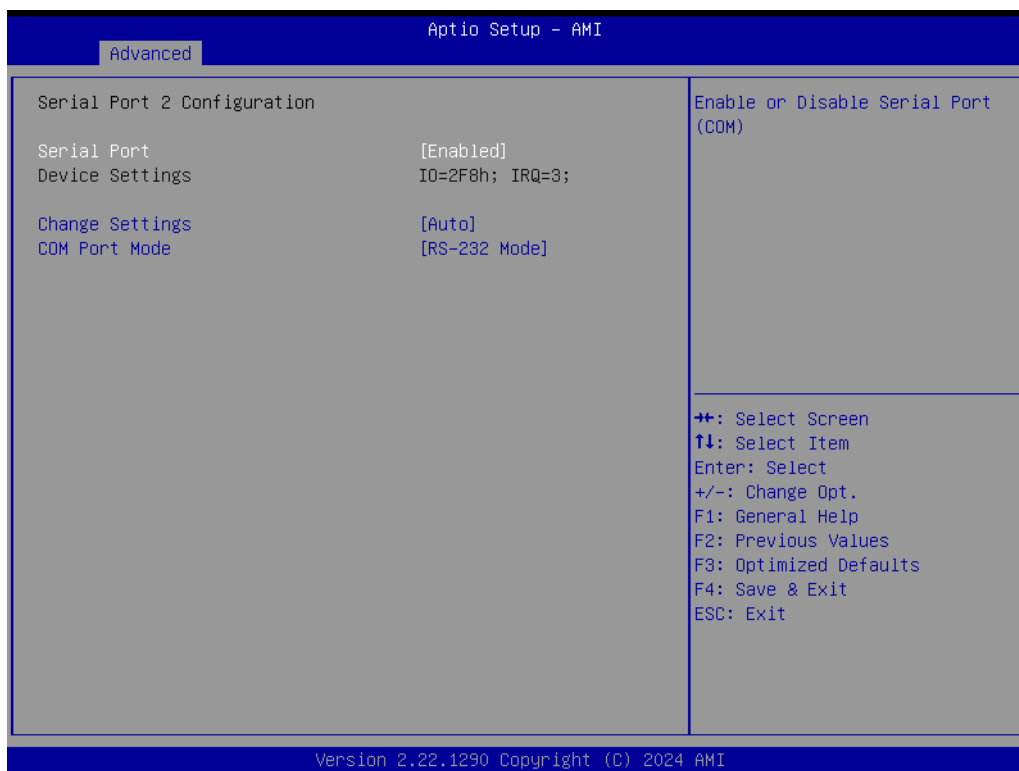 Aptio Setup – AMI
Advanced
Serial Port 2 Configuration
Serial Port [Enabled]
Device Settings IO=2F8h; IRQ=3;
Change Settings [Auto]
COM Port Mode [RS-232 Mode]
Enable or Disable Serial Port
(COM)
→←: Select Screen
↑↓: Select Item
Enter: Select
+/-: Change Opt.
F1: General Help
F2: Previous Values
F3: Optimized Defaults
F4: Save & Exit
ESC: Exit
Version 2.22.1290 Copyright (C) 2024 AMI